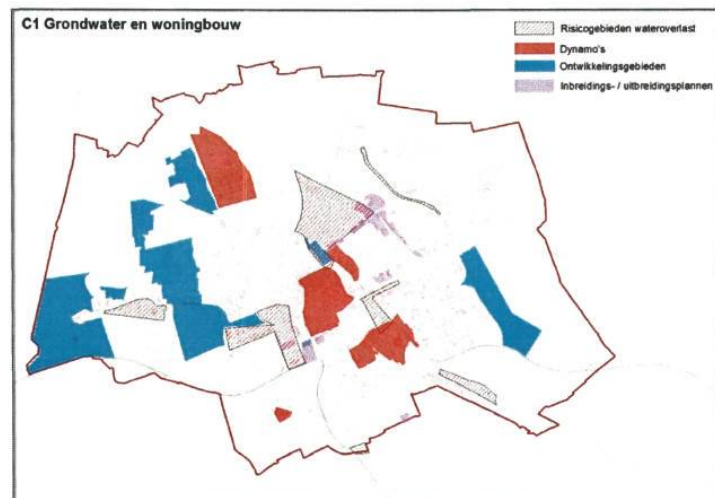 C1 Grondwater en woningbouw
Risicogebieden wateroverlast
Dynamo's
Ontwikkelingsgebieden
Inbreidings- / uitbreidingsplannen